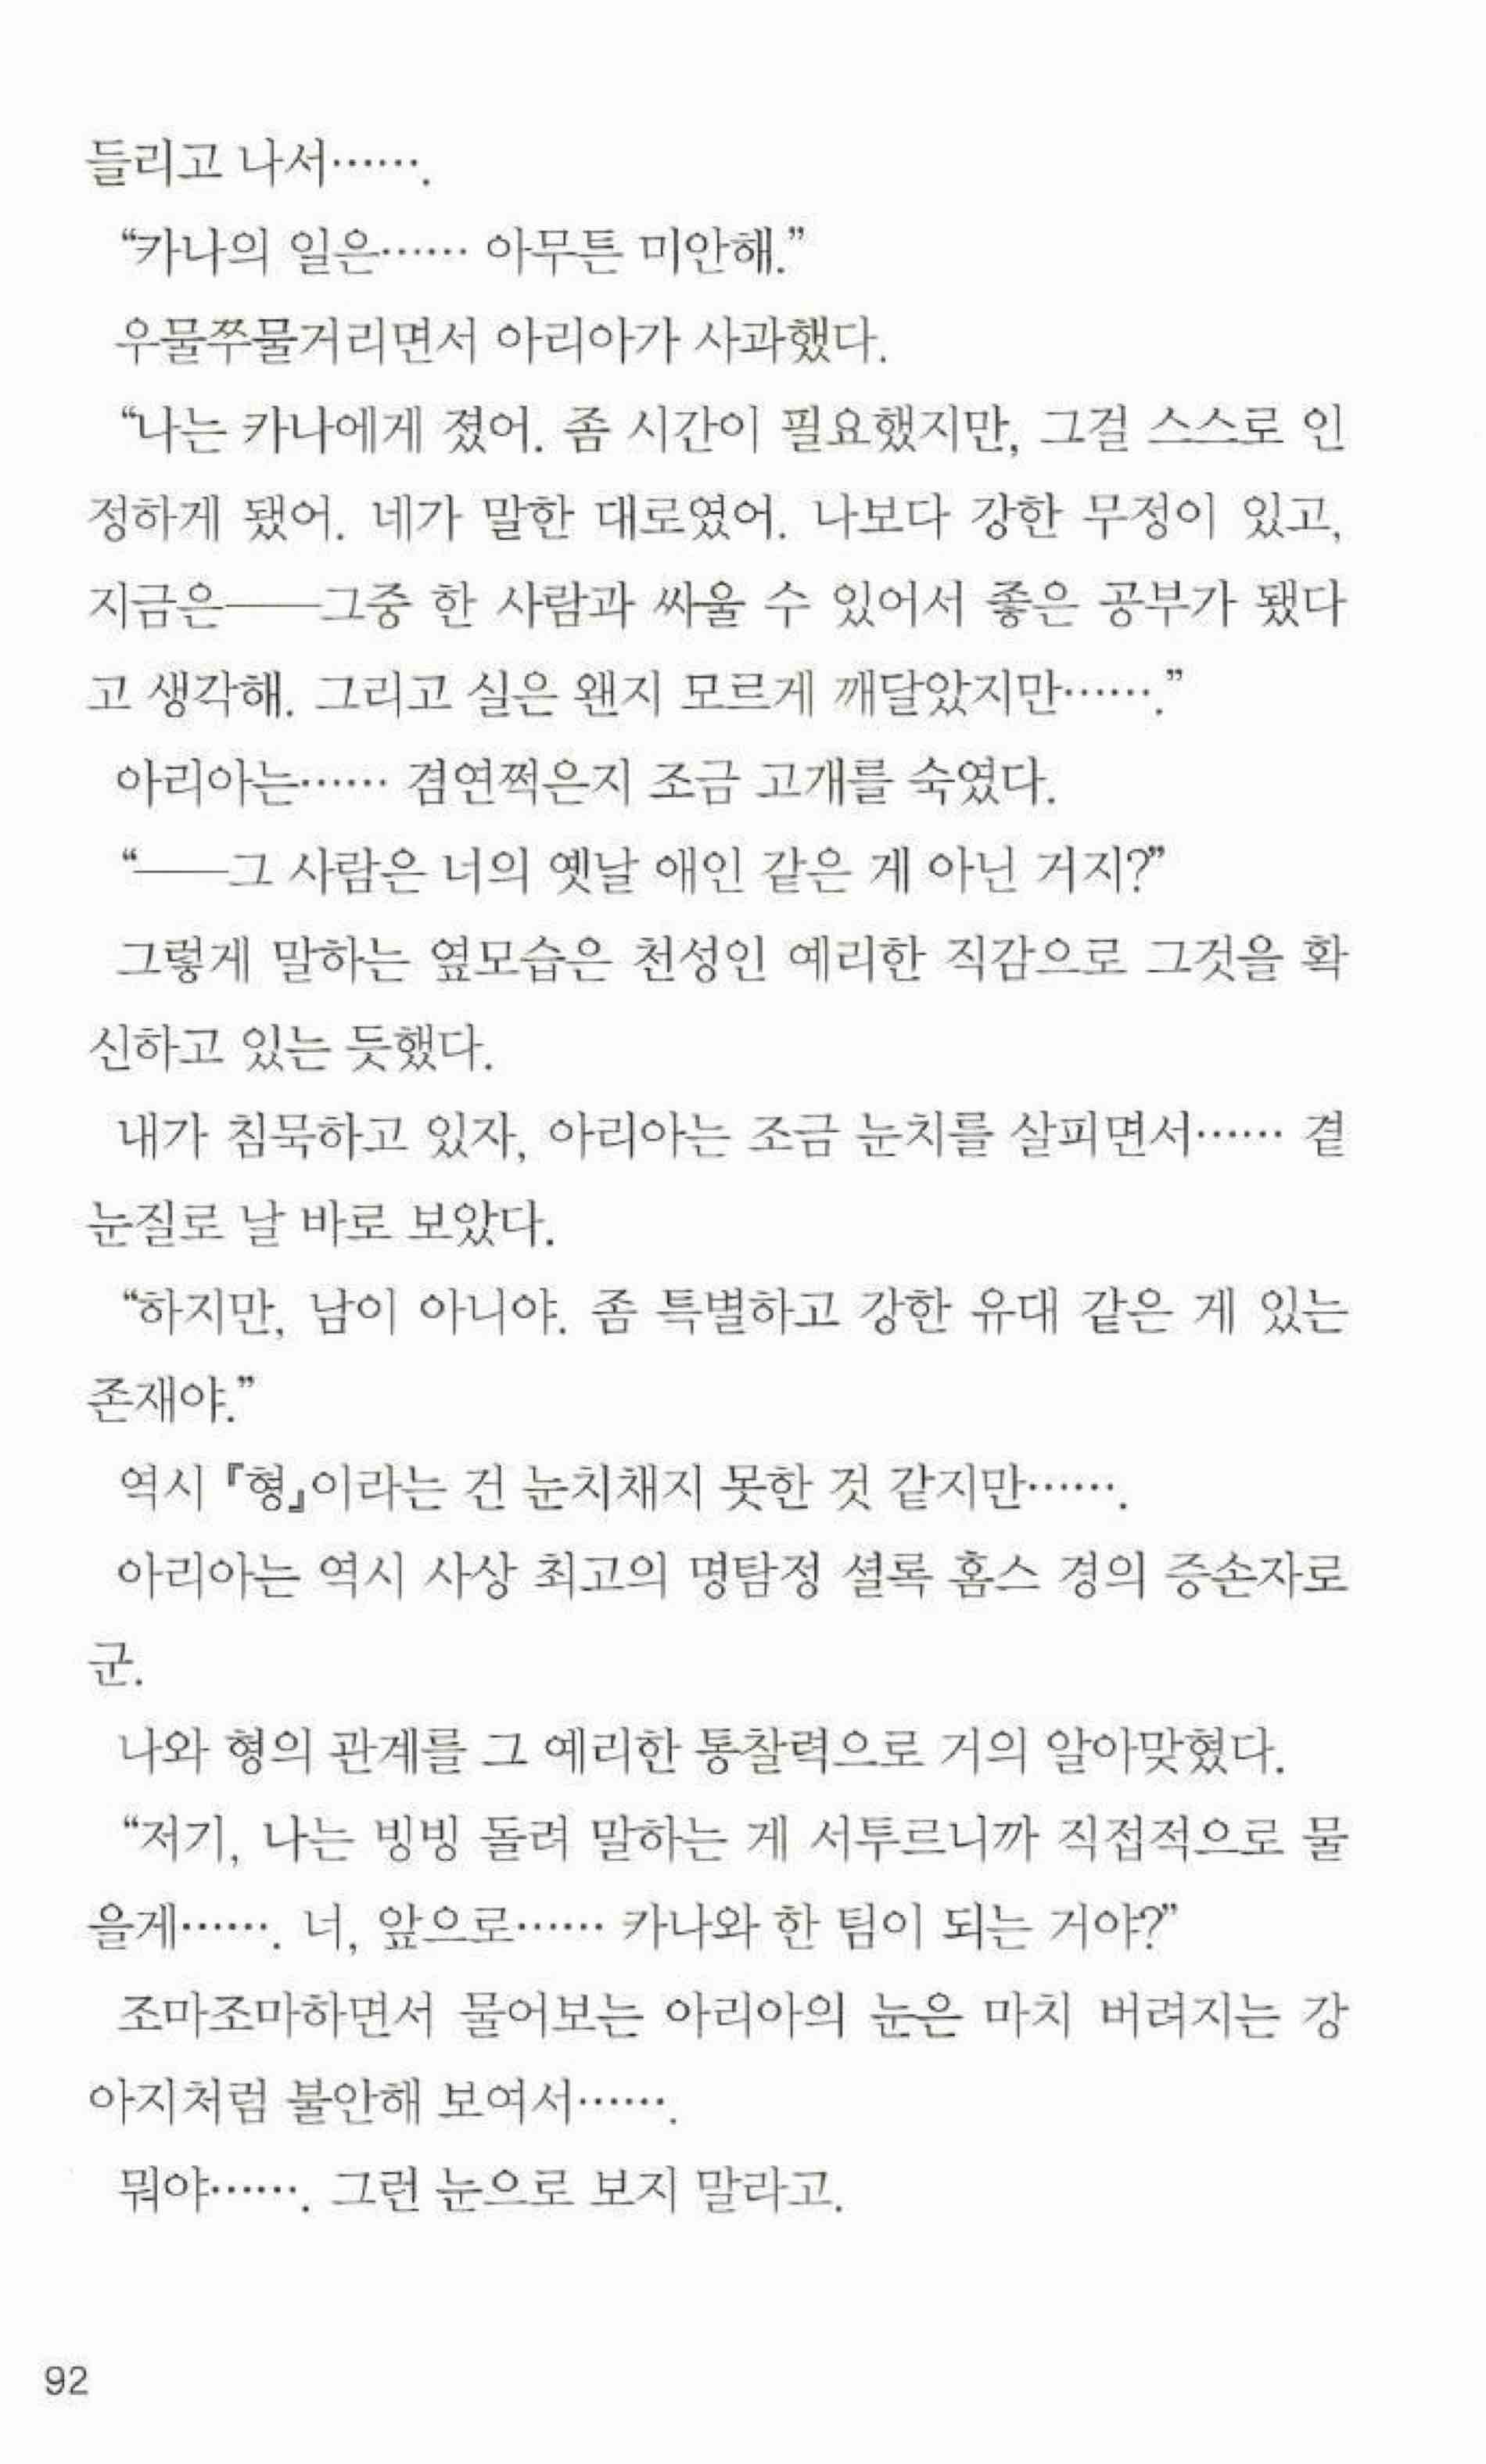 들리고 나서…….
“카나의 일은…… 아무튼 미안해.”
우물쭈물거리면서 아리아가 사과했다.
“나는 카나에게 졌어. 좀 시간이 필요했지만, 그걸 스스로 인
정하게 됐어. 네가 말한 대로였어. 나보다 강한 무정이 있고,
지금은――그중 한 사람과 싸울 수 있어서 좋은 공부가 됐다
고 생각해. 그리고 실은 왠지 모르게 깨달았지만…….”
아리아는…… 겸연쩍은지 조금 고개를 숙였다.
“――그 사람은 너의 옛날 애인 같은 게 아닌 거지?”
그렇게 말하는 옆모습은 천성인 예리한 직감으로 그것을 확
신하고 있는 듯했다.
내가 침묵하고 있자, 아리아는 조금 눈치를 살피면서…… 곁
눈질로 날 바로 보았다.
“하지만, 남이 아니야. 좀 특별하고 강한 유대 같은 게 있는
존재야.”
역시 『형』이라는 건 눈치채지 못한 것 같지만…….
아리아는 역시 사상 최고의 명탐정 셜록 홈스 경의 증손자로
군.
나와 형의 관계를 그 예리한 통찰력으로 거의 알아맞혔다.
“저기, 나는 빙빙 돌려 말하는 게 서투르니까 직접적으로 물
을게……. 너, 앞으로…… 카나와 한 팀이 되는 거야?”
조마조마하면서 물어보는 아리아의 눈은 마치 버려지는 강
아지처럼 불안해 보여서…….
뭐야……. 그런 눈으로 보지 말라고.
92